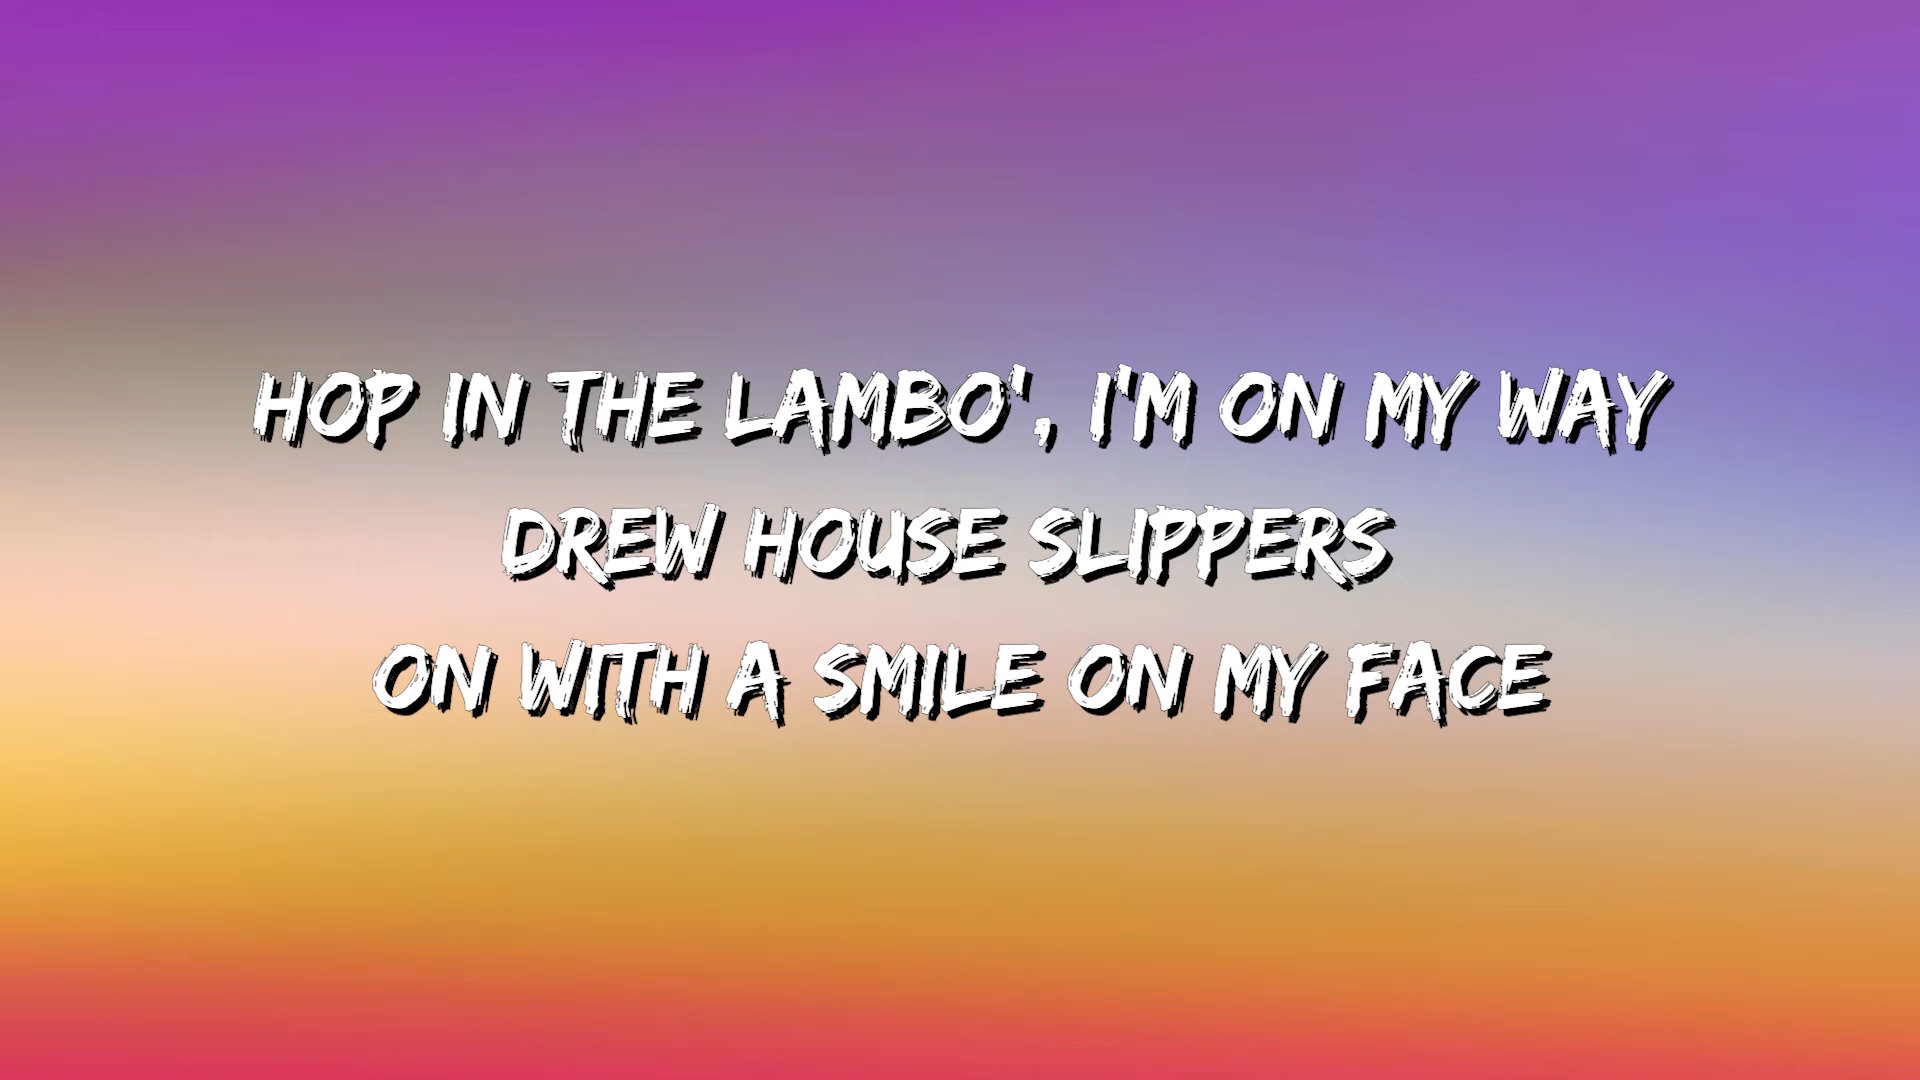 HOP IN THE LAMBO', I'M ON MY WAY
DREW HOUSE SLIPPERS
ON WITH A SMILE ON MY FACE